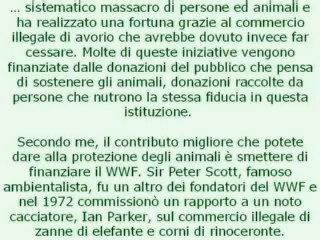 ... sistematico massacro di persone ed animali e
ha realizzato una fortuna grazie al commercio
illegale di avorio che avrebbe dovuto invece far
cessare. Molte di queste iniziative vengono
finanziate dalle donazioni del pubblico che pensa
di sostenere gli animali, donazioni raccolte da
persone che nutrono la stessa fiducia in questa
istituzione.
Secondo me, il contributo migliore che potete
dare alla protezione degli animali è smettere di
finanziare il WWF. Sir Peter Scott, famoso
ambientalista, fu un altro dei fondatori del WWF e
nel 1972 commissionò un rapporto a un noto
cacciatore, Ian Parker, sul commercio illegale di
zanne di elefante e corni di rinoceronte.